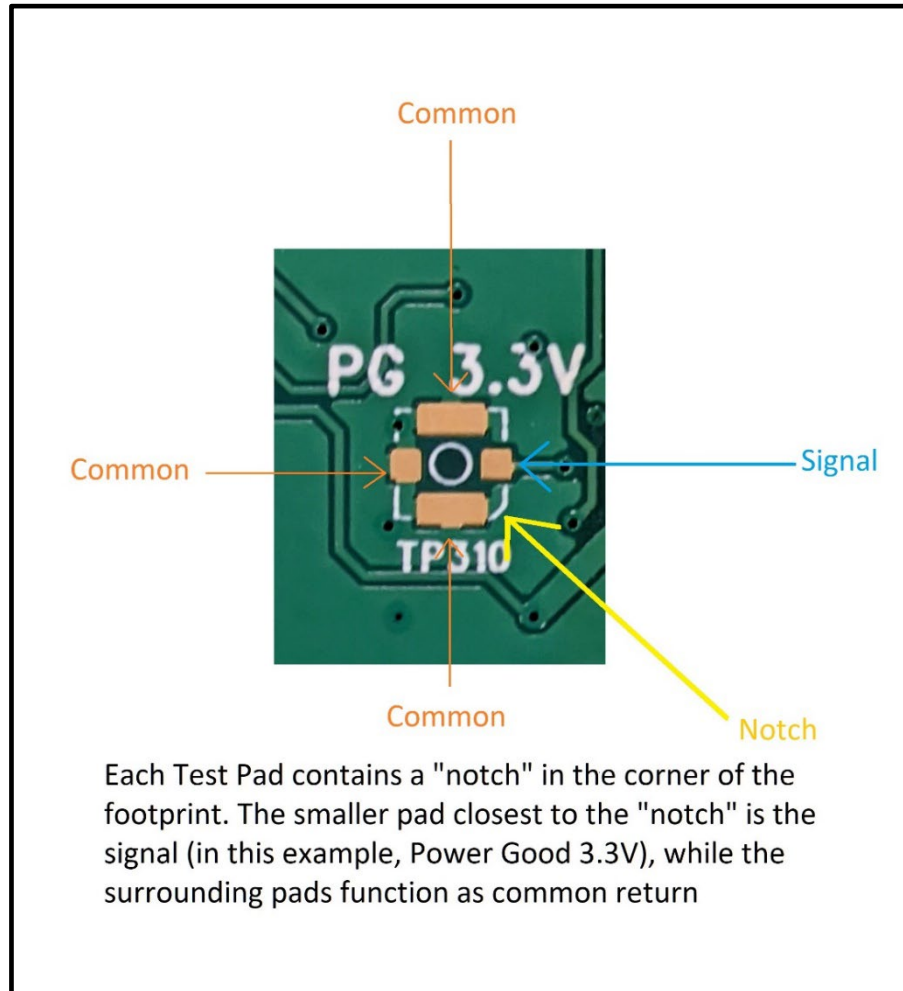 Common
PG 3.3V
Common
Signal
TP310
Common
Notch
Each Test Pad contains a "notch" in the corner of the
footprint. The smaller pad closest to the "notch" is the
signal (in this example, Power Good 3.3V), while the
surrounding pads function as common return